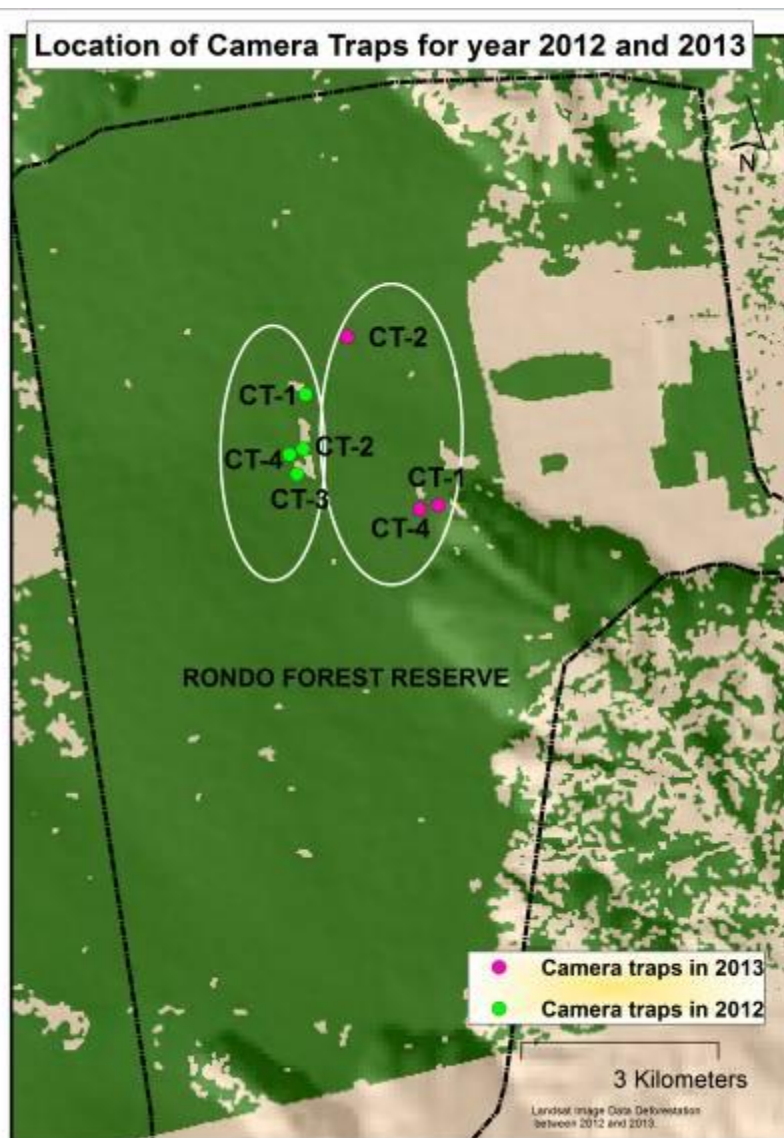 Location of Camera Traps for year 2012 and 2013
N
CT-2
CT-1
CT-2
CT-4
CT-3
CT-1
CT-4
RONDO FOREST RESERVE
Camera traps in 2013
Camera traps in 2012
3 Kilometers
Landsat Image Data Deforestation
between 2012 and 2013.